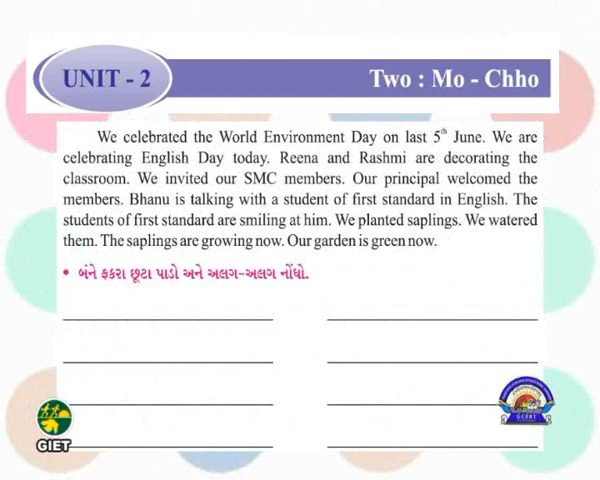 UNIT - 2
Two : Mo - Chho
We celebrated the World Environment Day on last 5th June. We are
celebrating English Day today. Reena and Rashmi are decorating the
classroom. We invited our SMC members. Our principal welcomed the
members. Bhanu is talking with a student of first standard in English. The
students of first standard are smiling at him. We planted saplings. We watered
them. The saplings are growing now. Our garden is green now.
• બંને ફકરા છૂટા પાડો અને અલગ-અલગ નોંધો.
GIET
GCERT